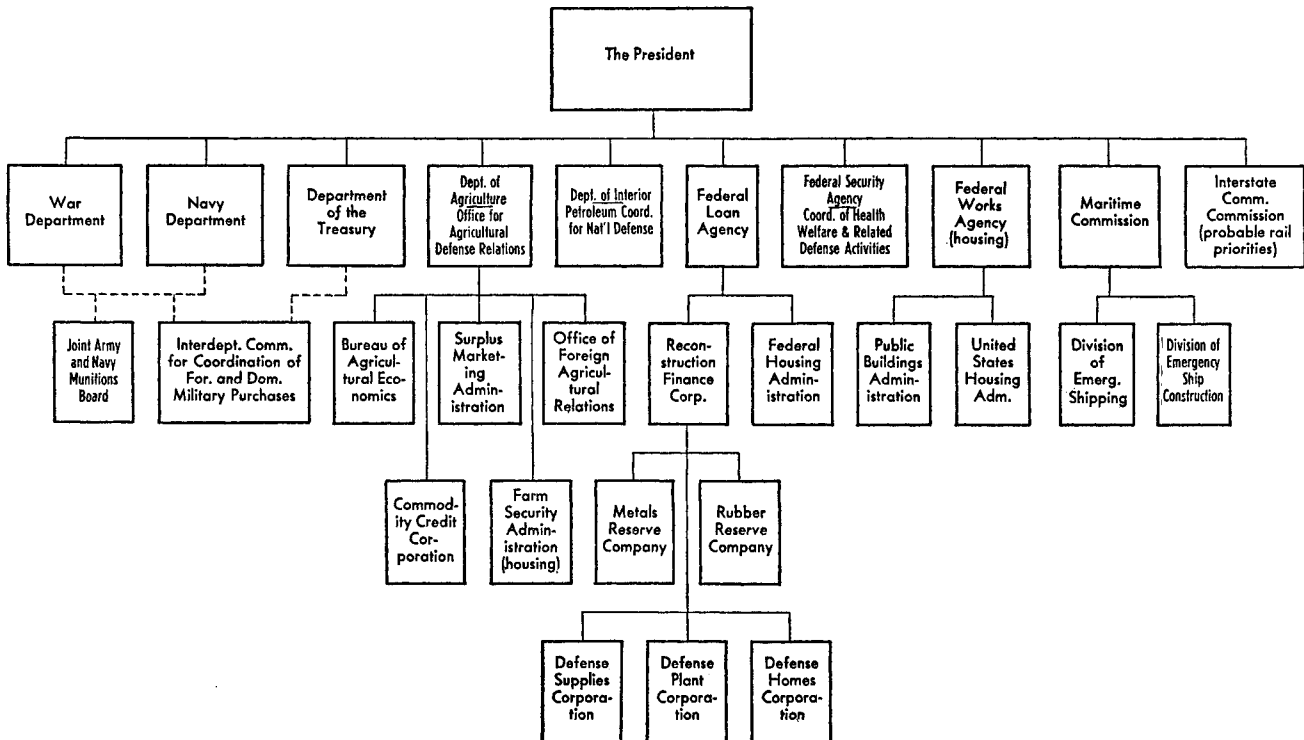 The President
War
Department
Navy
Department
Department
of the
Treasury
Dept. of
Agriculture
Office for
Agricultural
Defense Relations
Dept. of Interior
Petroleum Coord.
for Nat'l Defense
Federal
Loan
Agency
Federal Security
Agency
Coord. of Health
Welfare & Related
Defense Activities
Federal
Works
Agency
(housing)
Maritime
Commission
Interstate
Comm.
Commission
(probable rail
priorities)
Joint Army
and Navy
Munitions
Board
Interdept. Comm.
for Coordination of
For. and Dom.
Military Purchases
Bureau of
Agricul-
tural Eco-
nomics
Surplus
Market-
ing
Admin-
istration
Office of
Foreign
Agricul-
tural
Relations
Recon-
struction
Finance
Corp.
Federal
Housing
Admin-
istration
Public
Buildings
Admin-
istration
United
States
Housing
Adm.
Division
of
Emerg.
Shipping
Division of
Emergency
Ship
Construction
Commod-
ity Credit
Cor-
poration
Farm
Security
Admin-
istration
(housing)
Metals
Reserve
Company
Rubber
Reserve
Company
Defense
Supplies
Corpora-
tion
Defense
Plant
Corpora-
tion
Defense
Homes
Corpora-
tion